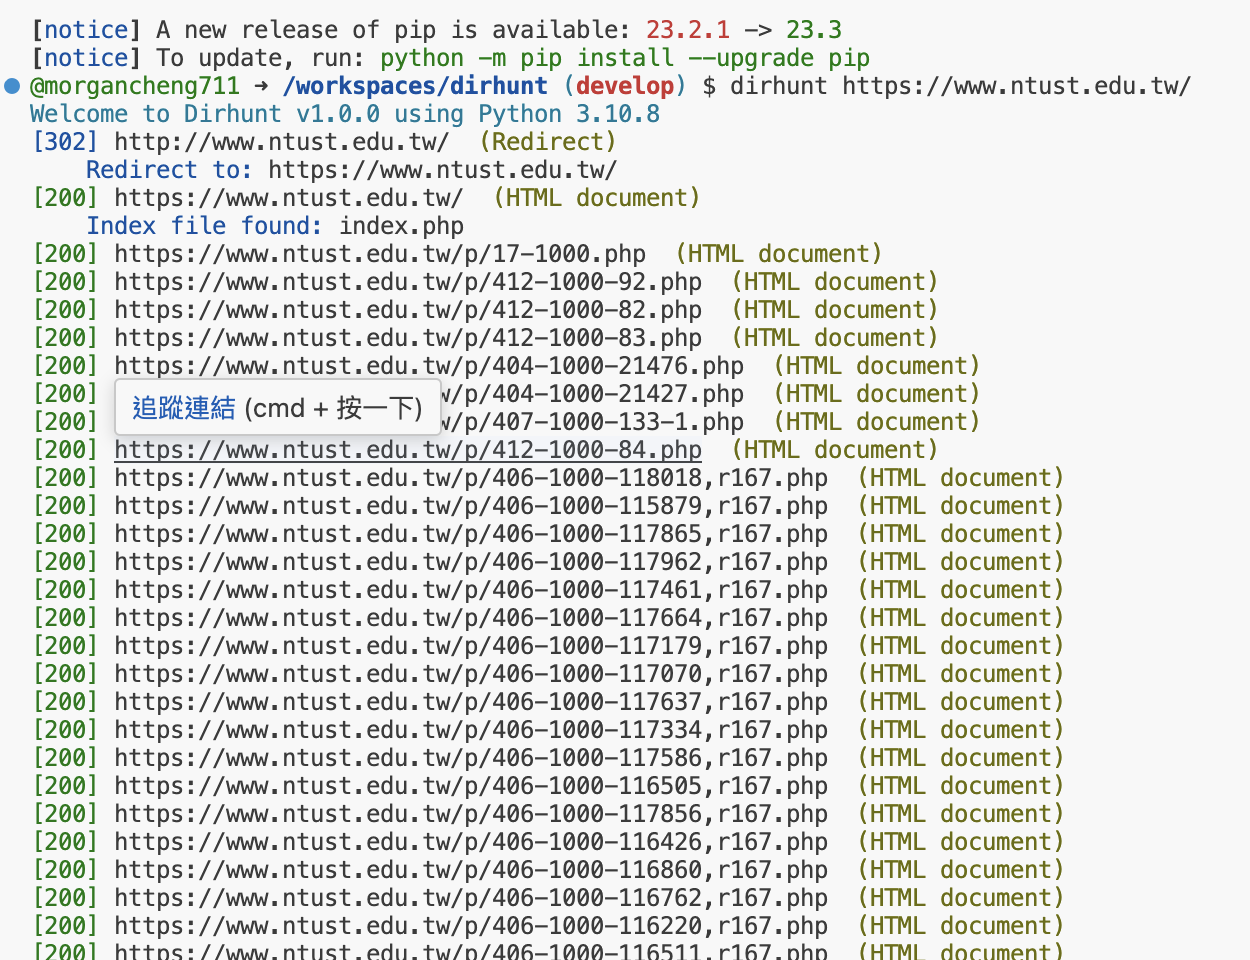 [notice] A new release of pip is available: 23.2.1 -> 23.3
[notice] To update, run: python -m pip install --upgrade pip
@morgancheng711 ➜ /workspaces/dirhunt (develop) $ dirhunt https://www.ntust.edu.tw/
Welcome to Dirhunt v1.0.0 using Python 3.10.8
[302] http://www.ntust.edu.tw/  (Redirect)
    Redirect to: https://www.ntust.edu.tw/
[200] https://www.ntust.edu.tw/  (HTML document)
    Index file found: index.php
[200] https://www.ntust.edu.tw/p/17-1000.php  (HTML document)
[200] https://www.ntust.edu.tw/p/412-1000-92.php  (HTML document)
[200] https://www.ntust.edu.tw/p/412-1000-82.php  (HTML document)
[200] https://www.ntust.edu.tw/p/412-1000-83.php  (HTML document)
[200] https://www.ntust.edu.tw/p/404-1000-21476.php  (HTML document)
[200] /p/404-1000-21427.php  (HTML document)
追蹤連結 (cmd + 按一下)
[200] /p/407-1000-133-1.php  (HTML document)
[200] https://www.ntust.edu.tw/p/412-1000-84.php  (HTML document)
[200] https://www.ntust.edu.tw/p/406-1000-118018,r167.php  (HTML document)
[200] https://www.ntust.edu.tw/p/406-1000-115879,r167.php  (HTML document)
[200] https://www.ntust.edu.tw/p/406-1000-117865,r167.php  (HTML document)
[200] https://www.ntust.edu.tw/p/406-1000-117962,r167.php  (HTML document)
[200] https://www.ntust.edu.tw/p/406-1000-117461,r167.php  (HTML document)
[200] https://www.ntust.edu.tw/p/406-1000-117664,r167.php  (HTML document)
[200] https://www.ntust.edu.tw/p/406-1000-117179,r167.php  (HTML document)
[200] https://www.ntust.edu.tw/p/406-1000-117070,r167.php  (HTML document)
[200] https://www.ntust.edu.tw/p/406-1000-117637,r167.php  (HTML document)
[200] https://www.ntust.edu.tw/p/406-1000-117334,r167.php  (HTML document)
[200] https://www.ntust.edu.tw/p/406-1000-117586,r167.php  (HTML document)
[200] https://www.ntust.edu.tw/p/406-1000-116505,r167.php  (HTML document)
[200] https://www.ntust.edu.tw/p/406-1000-117856,r167.php  (HTML document)
[200] https://www.ntust.edu.tw/p/406-1000-116426,r167.php  (HTML document)
[200] https://www.ntust.edu.tw/p/406-1000-116860,r167.php  (HTML document)
[200] https://www.ntust.edu.tw/p/406-1000-116762,r167.php  (HTML document)
[200] https://www.ntust.edu.tw/p/406-1000-116220,r167.php  (HTML document)
[200] https://www.ntust.edu.tw/p/406-1000-116511,r167.php  (HTML document)